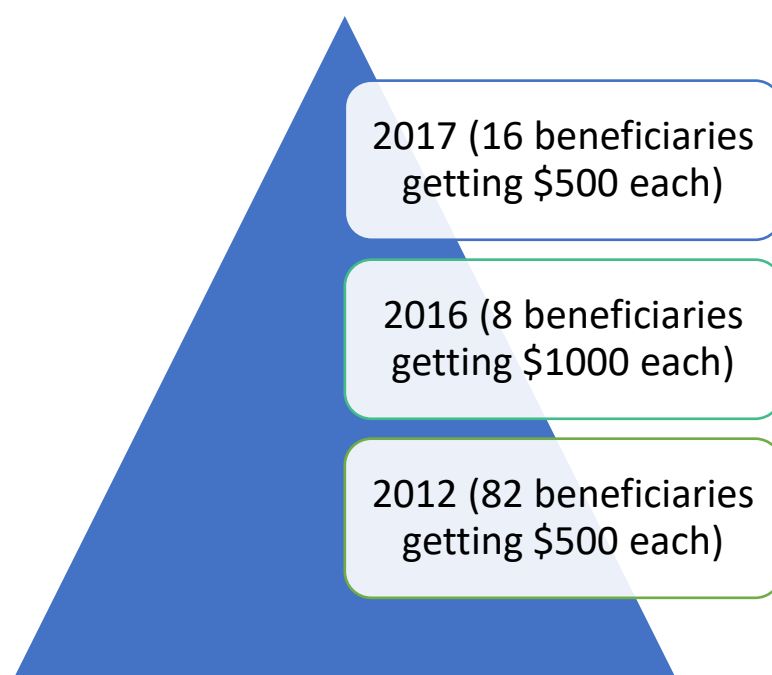 2017 (16 beneficiaries
getting $500 each)
2016 (8 beneficiaries
getting $1000 each)
2012 (82 beneficiaries
getting $500 each)